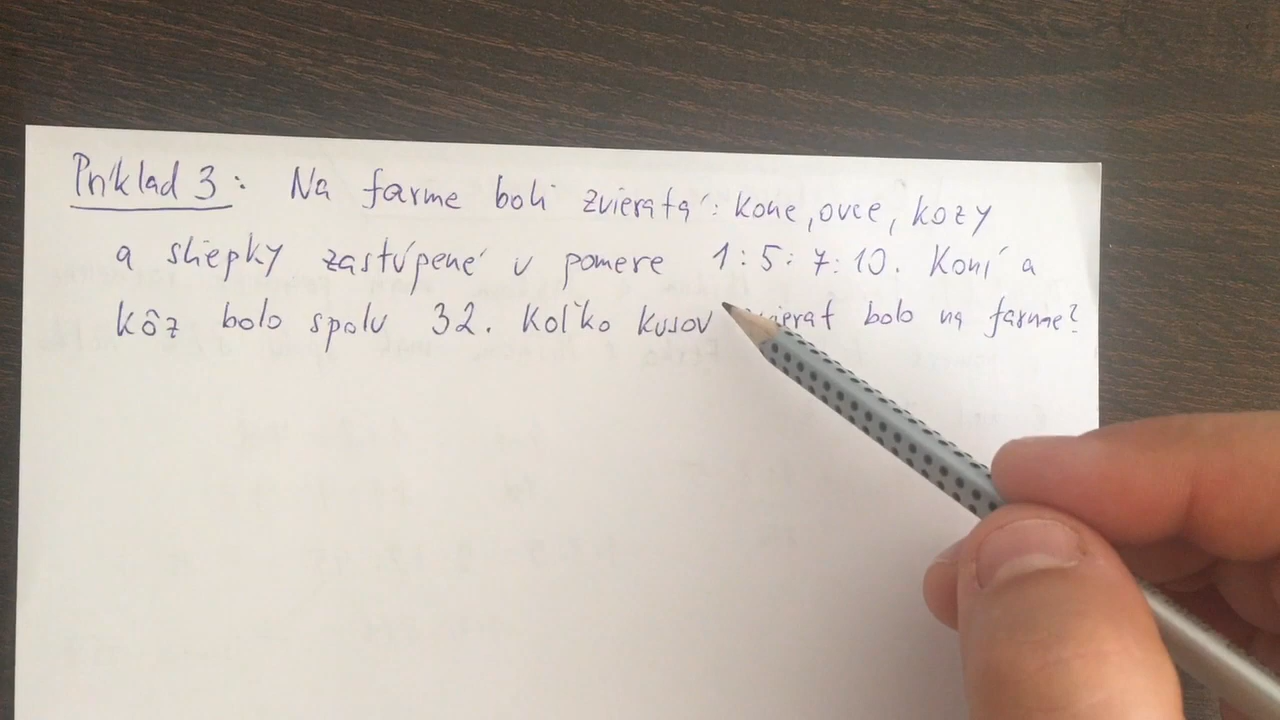 Príklad 3: Na farme boli zvieratá: kone, ovce, kozy
a sliepky zastúpené v pomere 1:5:7:10. Koní a
kôz bolo spolu 32. Koľko kusov zvierat bolo na farme?